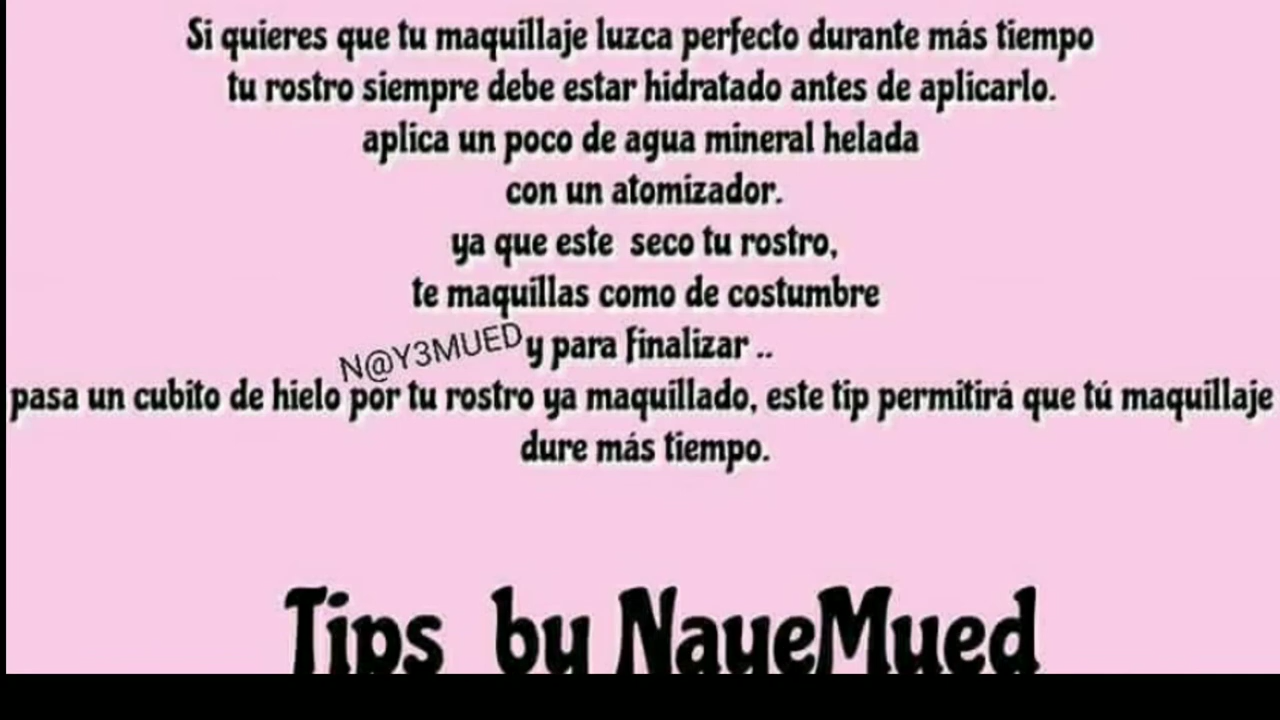 Si quieres que tu maquillaje luzca perfecto durante más tiempo
tu rostro siempre debe estar hidratado antes de aplicarlo.
aplica un poco de agua mineral helada
con un atomizador.
ya que este seco tu rostro,
te maquillas como de costumbre
N@Y3MUED
y para finalizar ..
pasa un cubito de hielo por tu rostro ya maquillado, este tip permitirá que tú maquillaje
dure más tiempo.
Tips by NayeMued